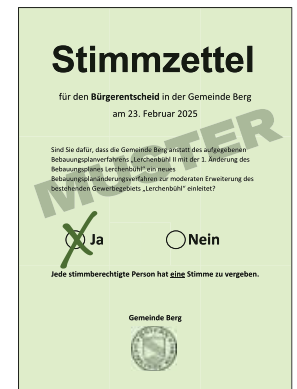 Stimmzettel
für den Bürgerentscheid in der Gemeinde Berg
am 23. Februar 2025
MUSTER
Sind Sie dafür, dass die Gemeinde Berg anstatt des aufgegebenen
Bebauungsplanverfahrens „Lerchenbühl II mit der 1. Änderung des
Bebauungsplanes Lerchenbühl“ ein neues
Bebauungsplanänderungsverfahren zur moderaten Erweiterung des
bestehenden Gewerbegebiets „Lerchenbühl“ einleitet?
Ja
Nein
Jede stimmberechtigte Person hat eine Stimme zu vergeben.
Gemeinde Berg